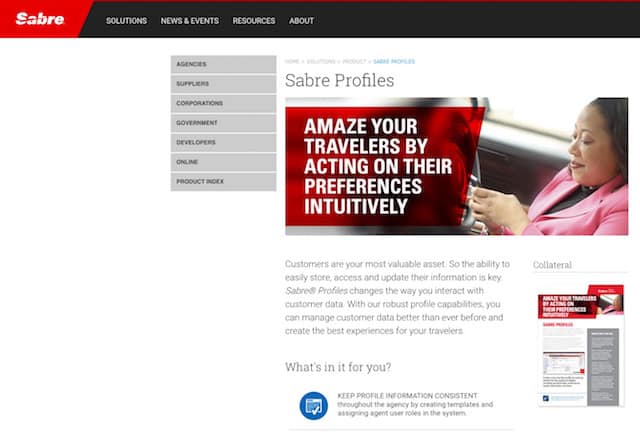 Sabre
SOLUTIONS NEWS & EVENTS RESOURCES ABOUT
AGENCIES
SUPPLIERS
CORPORATIONS
GOVERNMENT
DEVELOPERS
ONLINE
PRODUCT INDEX
HOME > SOLUTIONS > PRODUCT > SABRE PROFILES
Sabre Profiles
AMAZE YOUR
TRAVELERS BY
ACTING ON THEIR
PREFERENCES
INTUITIVELY
Customers are your most valuable asset. So the ability to
easily store, access and update their information is key.
Sabre® Profiles changes the way you interact with
customer data. With our robust profile capabilities, you
can manage customer data better than ever before and
create the best experiences for your travelers.
What's in it for you?
KEEP PROFILE INFORMATION CONSISTENT
throughout the agency by creating templates and
assigning agent user roles in the system.
Collateral
AMAZE YOUR TRAVELERS
BY ACTING ON
THEIR PREFERENCES
INTUITIVELY
SABRE PROFILES